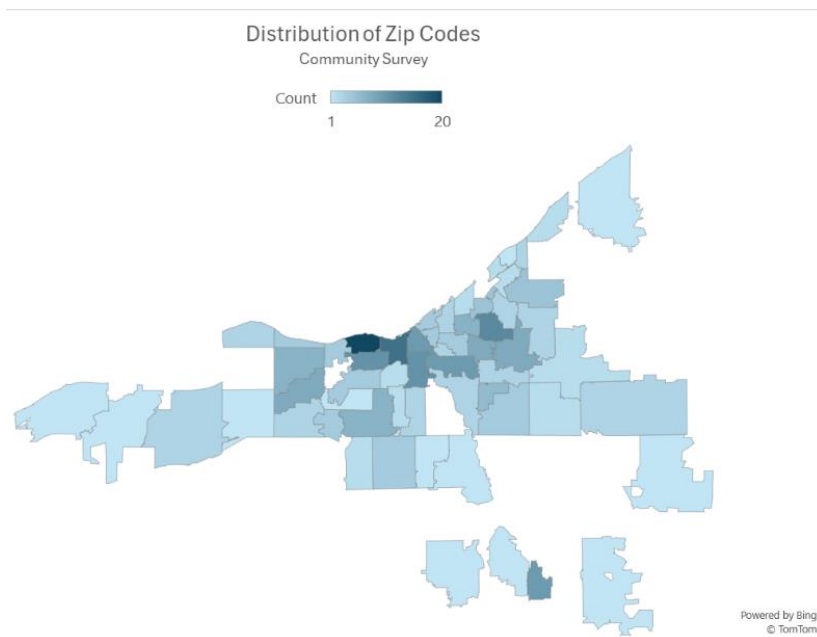 Distribution of Zip Codes
Community Survey
Count
1 20
Powered by Bing
© TomTom